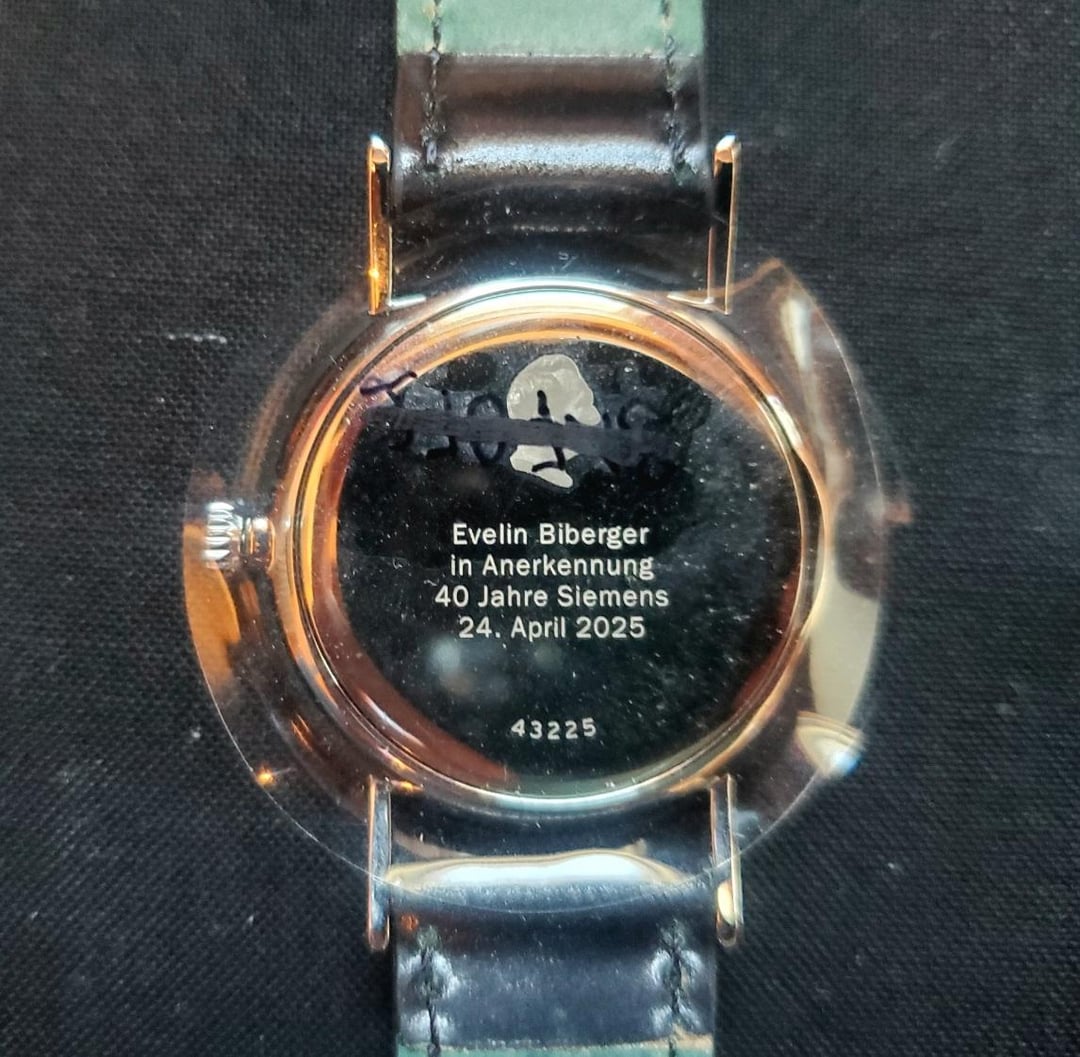 Evelin Biberger
in Anerkennung
40 Jahre Siemens
24. April 2025
43225